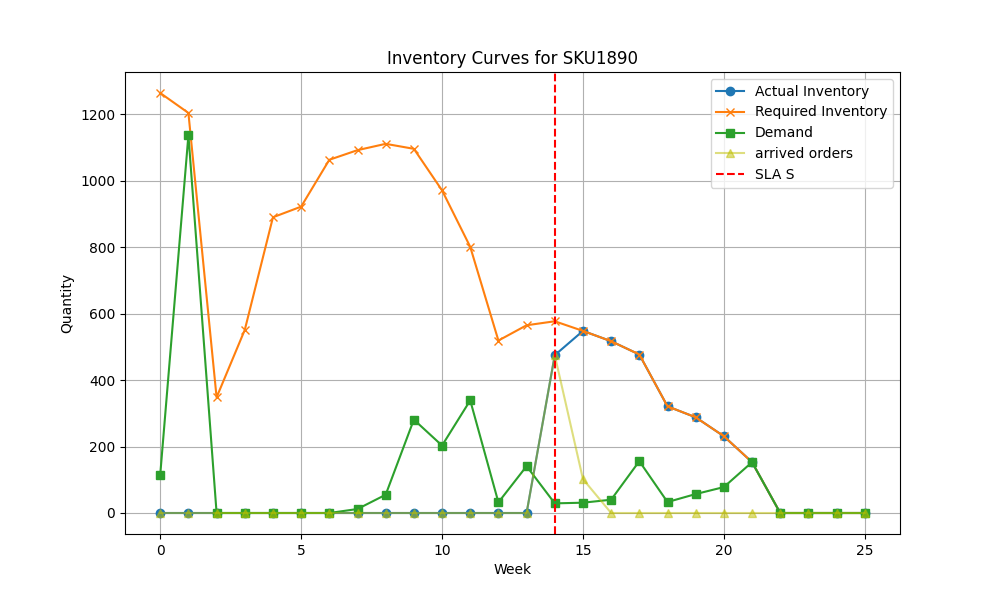 Inventory Curves for SKU1890
Actual Inventory
Required Inventory
Demand
arrived orders
SLA S
Quantity
1200
1000
800
600
400
200
0
0 5 10 15 20 25
Week